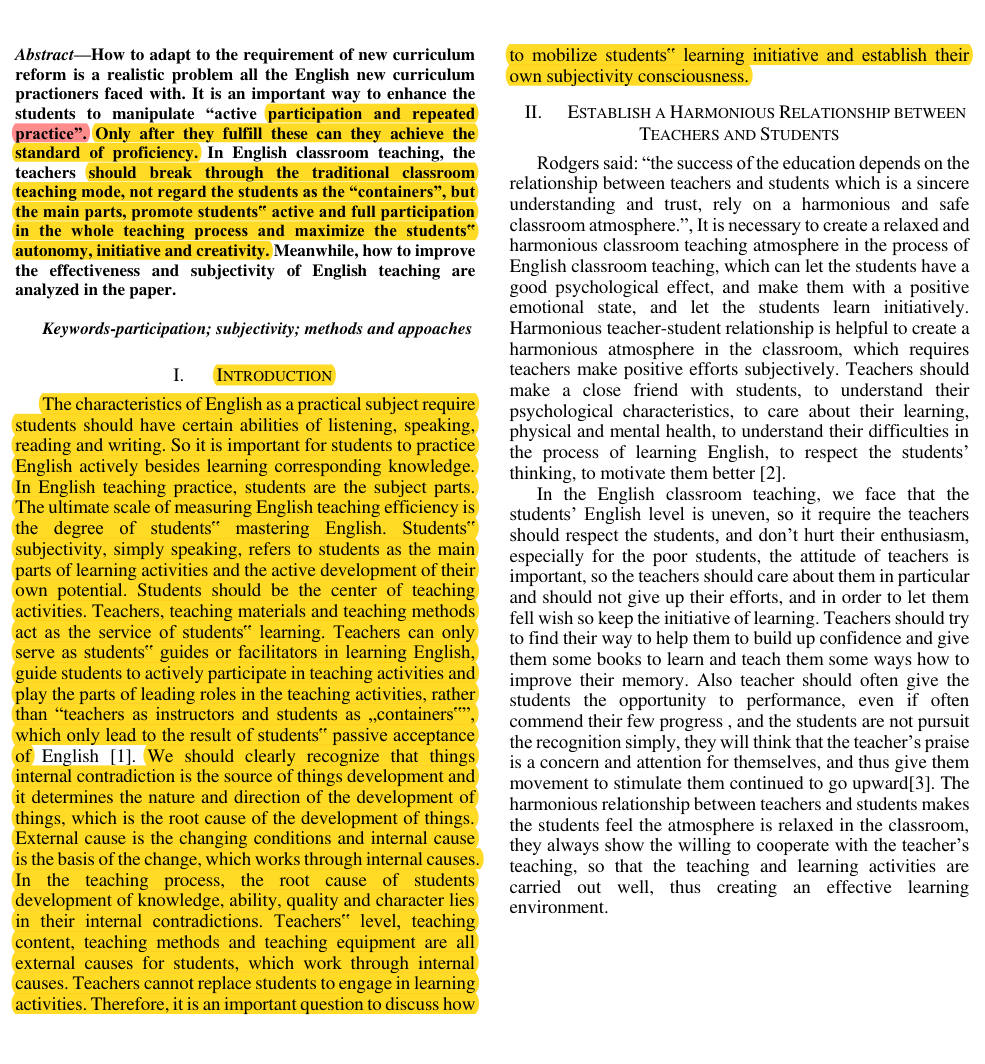 Abstract—How to adapt to the requirement of new curriculum
reform is a realistic problem all the English new curriculum
practioners faced with. It is an important way to enhance the
students to manipulate “active participation and repeated
practice”. Only after they fulfill these can they achieve the
standard of proficiency. In English classroom teaching, the
teachers should break through the traditional classroom
teaching mode, not regard the students as the “containers”, but
the main parts, promote students‟ active and full participation
in the whole teaching process and maximize the students‟
autonomy, initiative and creativity. Meanwhile, how to improve
the effectiveness and subjectivity of English teaching are
analyzed in the paper.
Keywords-participation; subjectivity; methods and appoaches
I. INTRODUCTION
The characteristics of English as a practical subject require
students should have certain abilities of listening, speaking,
reading and writing. So it is important for students to practice
English actively besides learning corresponding knowledge.
In English teaching practice, students are the subject parts.
The ultimate scale of measuring English teaching efficiency is
the degree of students‟ mastering English. Students‟
subjectivity, simply speaking, refers to students as the main
parts of learning activities and the active development of their
own potential. Students should be the center of teaching
activities. Teachers, teaching materials and teaching methods
act as the service of students‟ learning. Teachers can only
serve as students‟ guides or facilitators in learning English,
guide students to actively participate in teaching activities and
play the parts of leading roles in the teaching activities, rather
than “teachers as instructors and students as „containers‟”,
which only lead to the result of students‟ passive acceptance
of English [1]. We should clearly recognize that things
internal contradiction is the source of things development and
it determines the nature and direction of the development of
things, which is the root cause of the development of things.
External cause is the changing conditions and internal cause
is the basis of the change, which works through internal causes.
In the teaching process, the root cause of students
development of knowledge, ability, quality and character lies
in their internal contradictions. Teachers‟ level, teaching
content, teaching methods and teaching equipment are all
external causes for students, which work through internal
causes. Teachers cannot replace students to engage in learning
activities. Therefore, it is an important question to discuss how
to mobilize students‟ learning initiative and establish their
own subjectivity consciousness.
II. ESTABLISH A HARMONIOUS RELATIONSHIP BETWEEN
TEACHERS AND STUDENTS
Rodgers said: “the success of the education depends on the
relationship between teachers and students which is a sincere
understanding and trust, rely on a harmonious and safe
classroom atmosphere.”, It is necessary to create a relaxed and
harmonious classroom teaching atmosphere in the process of
English classroom teaching, which can let the students have a
good psychological effect, and make them with a positive
emotional state, and let the students learn initiatively.
Harmonious teacher-student relationship is helpful to create a
harmonious atmosphere in the classroom, which requires
teachers make positive efforts subjectively. Teachers should
make a close friend with students, to understand their
psychological characteristics, to care about their learning,
physical and mental health, to understand their difficulties in
the process of learning English, to respect the students’
thinking, to motivate them better [2].
In the English classroom teaching, we face that the
students’ English level is uneven, so it require the teachers
should respect the students, and don’t hurt their enthusiasm,
especially for the poor students, the attitude of teachers is
important, so the teachers should care about them in particular
and should not give up their efforts, and in order to let them
fell wish so keep the initiative of learning. Teachers should try
to find their way to help them to build up confidence and give
them some books to learn and teach them some ways how to
improve their memory. Also teacher should often give the
students the opportunity to performance, even if often
commend their few progress , and the students are not pursuit
the recognition simply, they will think that the teacher’s praise
is a concern and attention for themselves, and thus give them
movement to stimulate them continued to go upward[3]. The
harmonious relationship between teachers and students makes
the students feel the atmosphere is relaxed in the classroom,
they always show the willing to cooperate with the teacher’s
teaching, so that the teaching and learning activities are
carried out well, thus creating an effective learning
environment.